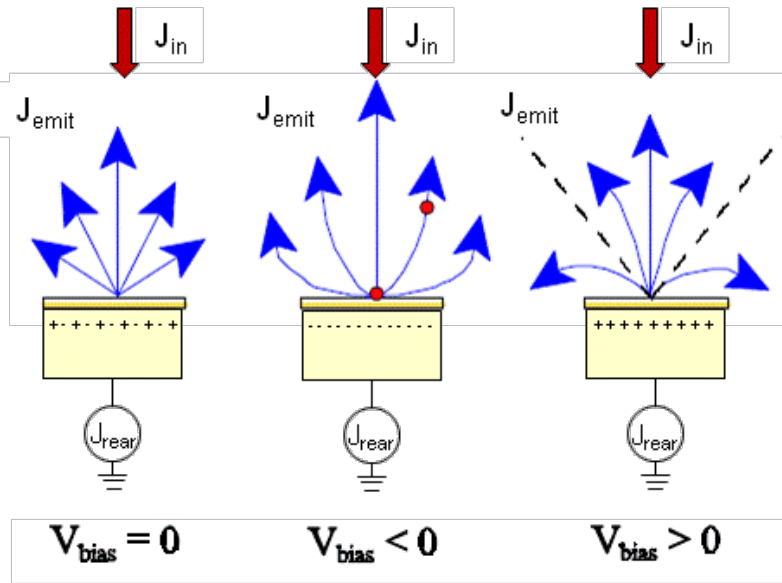 J_in J_in J_in
J_emit J_emit J_emit
+-+-+-+-+-+ ---------- +++++++++
J_rear J_rear J_rear
V_bias = 0 V_bias < 0 V_bias > 0